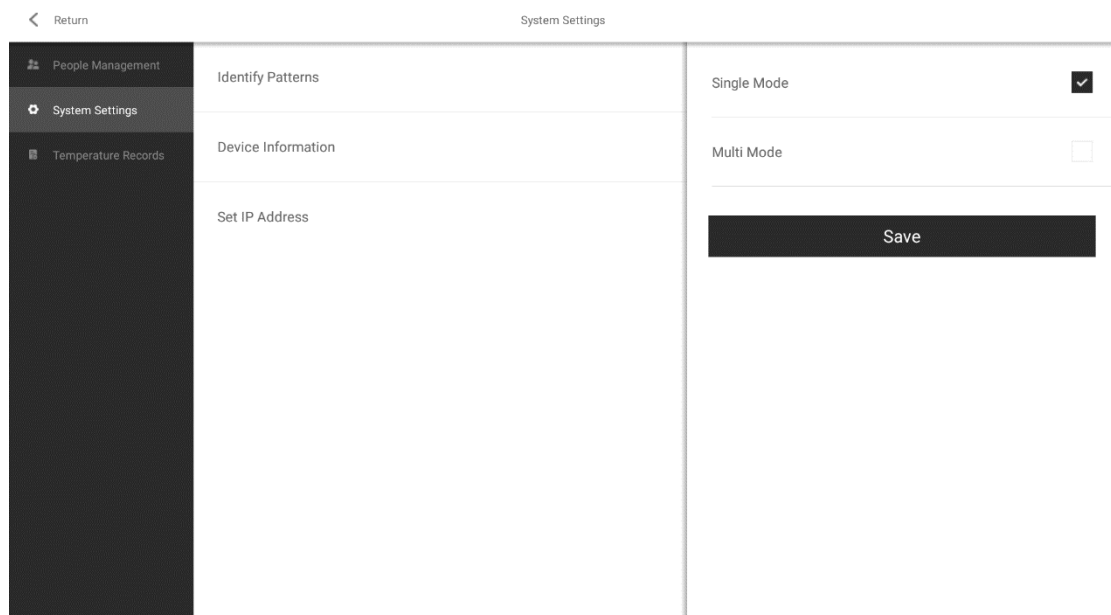 Return
System Settings
People Management
System Settings
Temperature Records
Identify Patterns
Device Information
Set IP Address
Single Mode
Multi Mode
Save